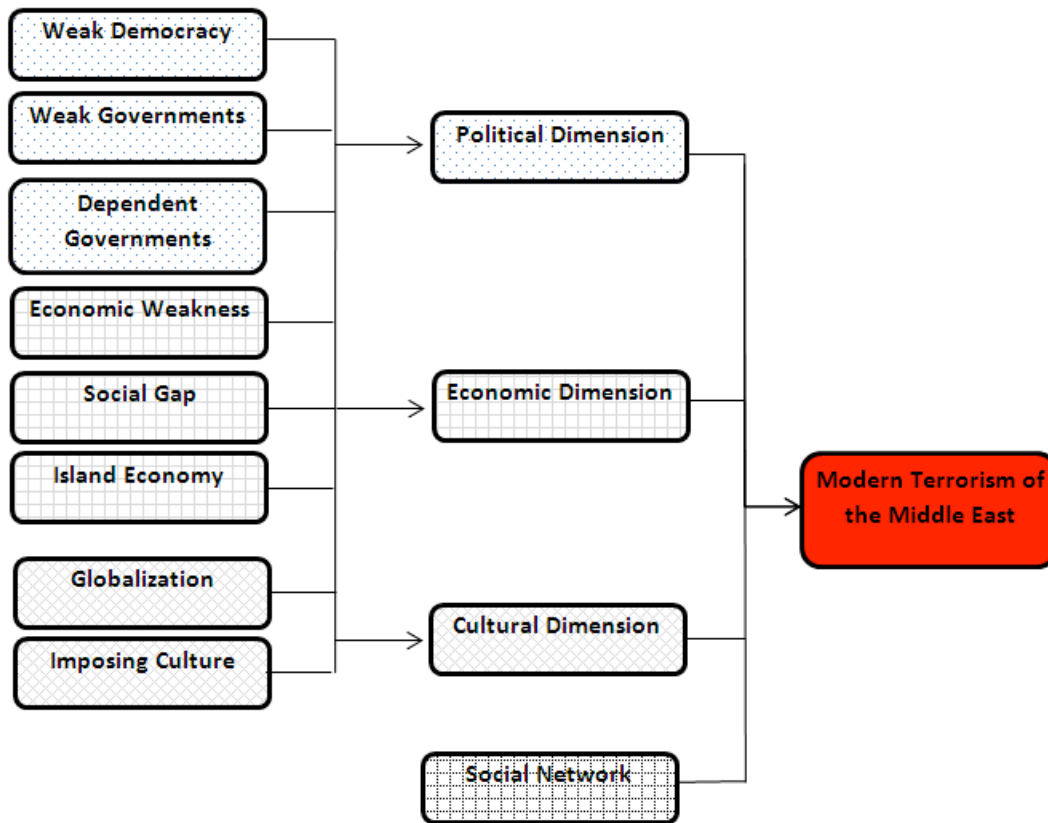 Weak Democracy
Weak Governments
Dependent
Governments
Economic Weakness
Social Gap
Island Economy
Globalization
Imposing Culture
Political Dimension
Economic Dimension
Cultural Dimension
Social Network
Modern Terrorism of
the Middle East